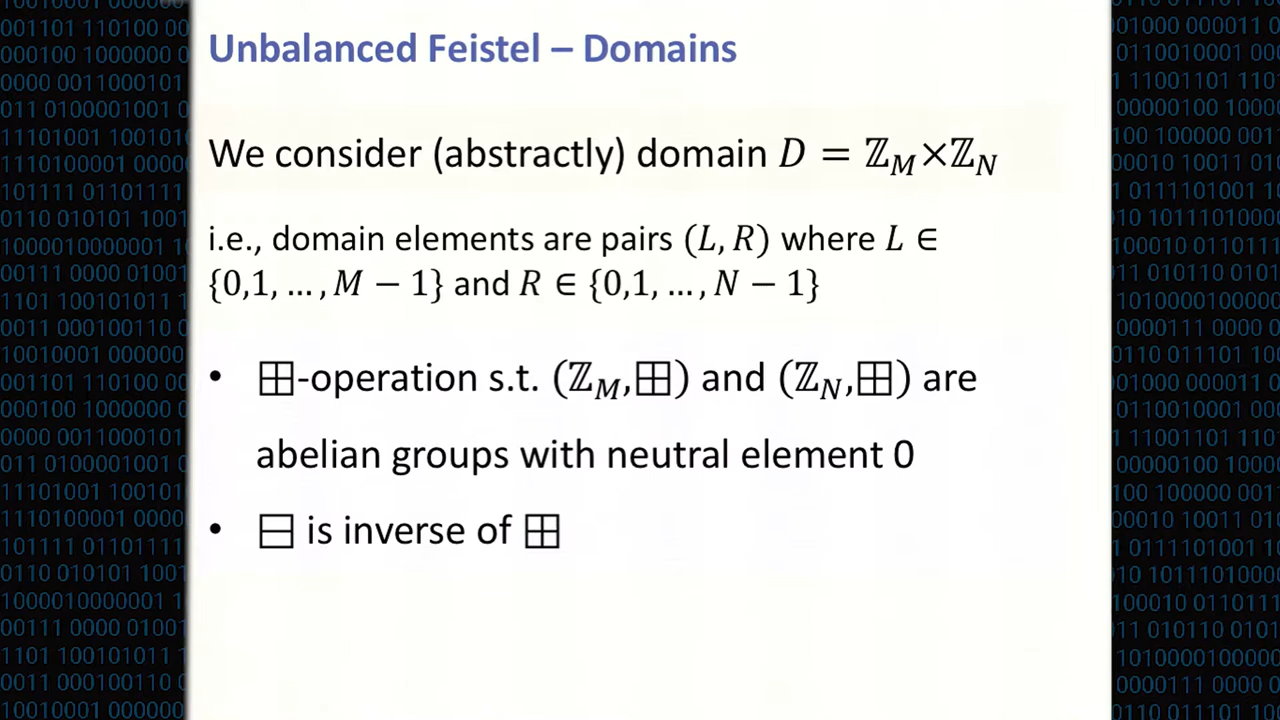 Unbalanced Feistel – Domains
We consider (abstractly) domain D = ℤ_M×ℤ_N
i.e., domain elements are pairs (L, R) where L ∈
{0,1, … , M − 1} and R ∈ {0,1, … , N − 1}
• ⊞-operation s.t. (ℤ_M,⊞) and (ℤ_N,⊞) are
abelian groups with neutral element 0
• ⊟ is inverse of ⊞